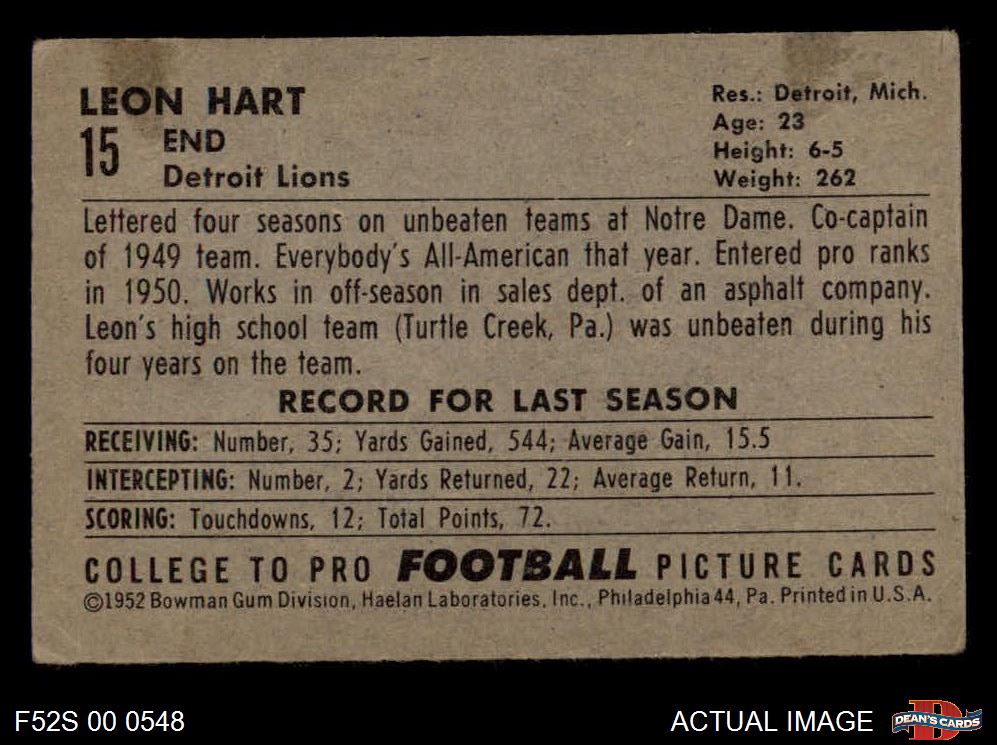 LEON HART
15 END
Detroit Lions
Res.: Detroit, Mich.
Age: 23
Height: 6-5
Weight: 262
Lettered four seasons on unbeaten teams at Notre Dame. Co-captain
of 1949 team. Everybody's All-American that year. Entered pro ranks
in 1950. Works in off-season in sales dept. of an asphalt company.
Leon's high school team (Turtle Creek, Pa.) was unbeaten during his
four years on the team.
RECORD FOR LAST SEASON
RECEIVING: Number, 35; Yards Gained, 544; Average Gain, 15.5
INTERCEPTING: Number, 2; Yards Returned, 22; Average Return, 11.
SCORING: Touchdowns, 12; Total Points, 72.
COLLEGE TO PRO FOOTBALL PICTURE CARDS
©1952 Bowman Gum Division, Haelan Laboratories, Inc., Philadelphia 44, Pa. Printed in U.S.A.
F52S 00 0548
ACTUAL IMAGE
D
DEAN'S CARDS